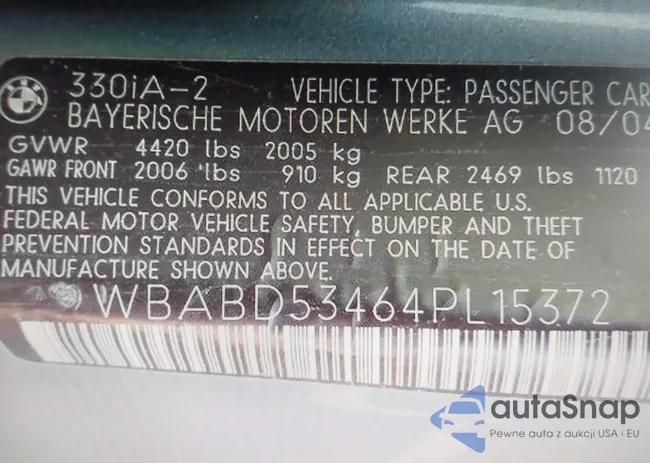 330iA-2 VEHICLE TYPE: PASSENGER CAR
BAYERISCHE MOTOREN WERKE AG 08/04
GVWR 4420 lbs 2005 kg
GAWR FRONT 2006 lbs 910 kg REAR 2469 lbs 1120
THIS VEHICLE CONFORMS TO ALL APPLICABLE U.S.
FEDERAL MOTOR VEHICLE SAFETY, BUMPER AND THEFT
PREVENTION STANDARDS IN EFFECT ON THE DATE OF
MANUFACTURE SHOWN ABOVE.
WBABD53464PL15372
autaSnap
Pewne auta z aukcji USA i EU